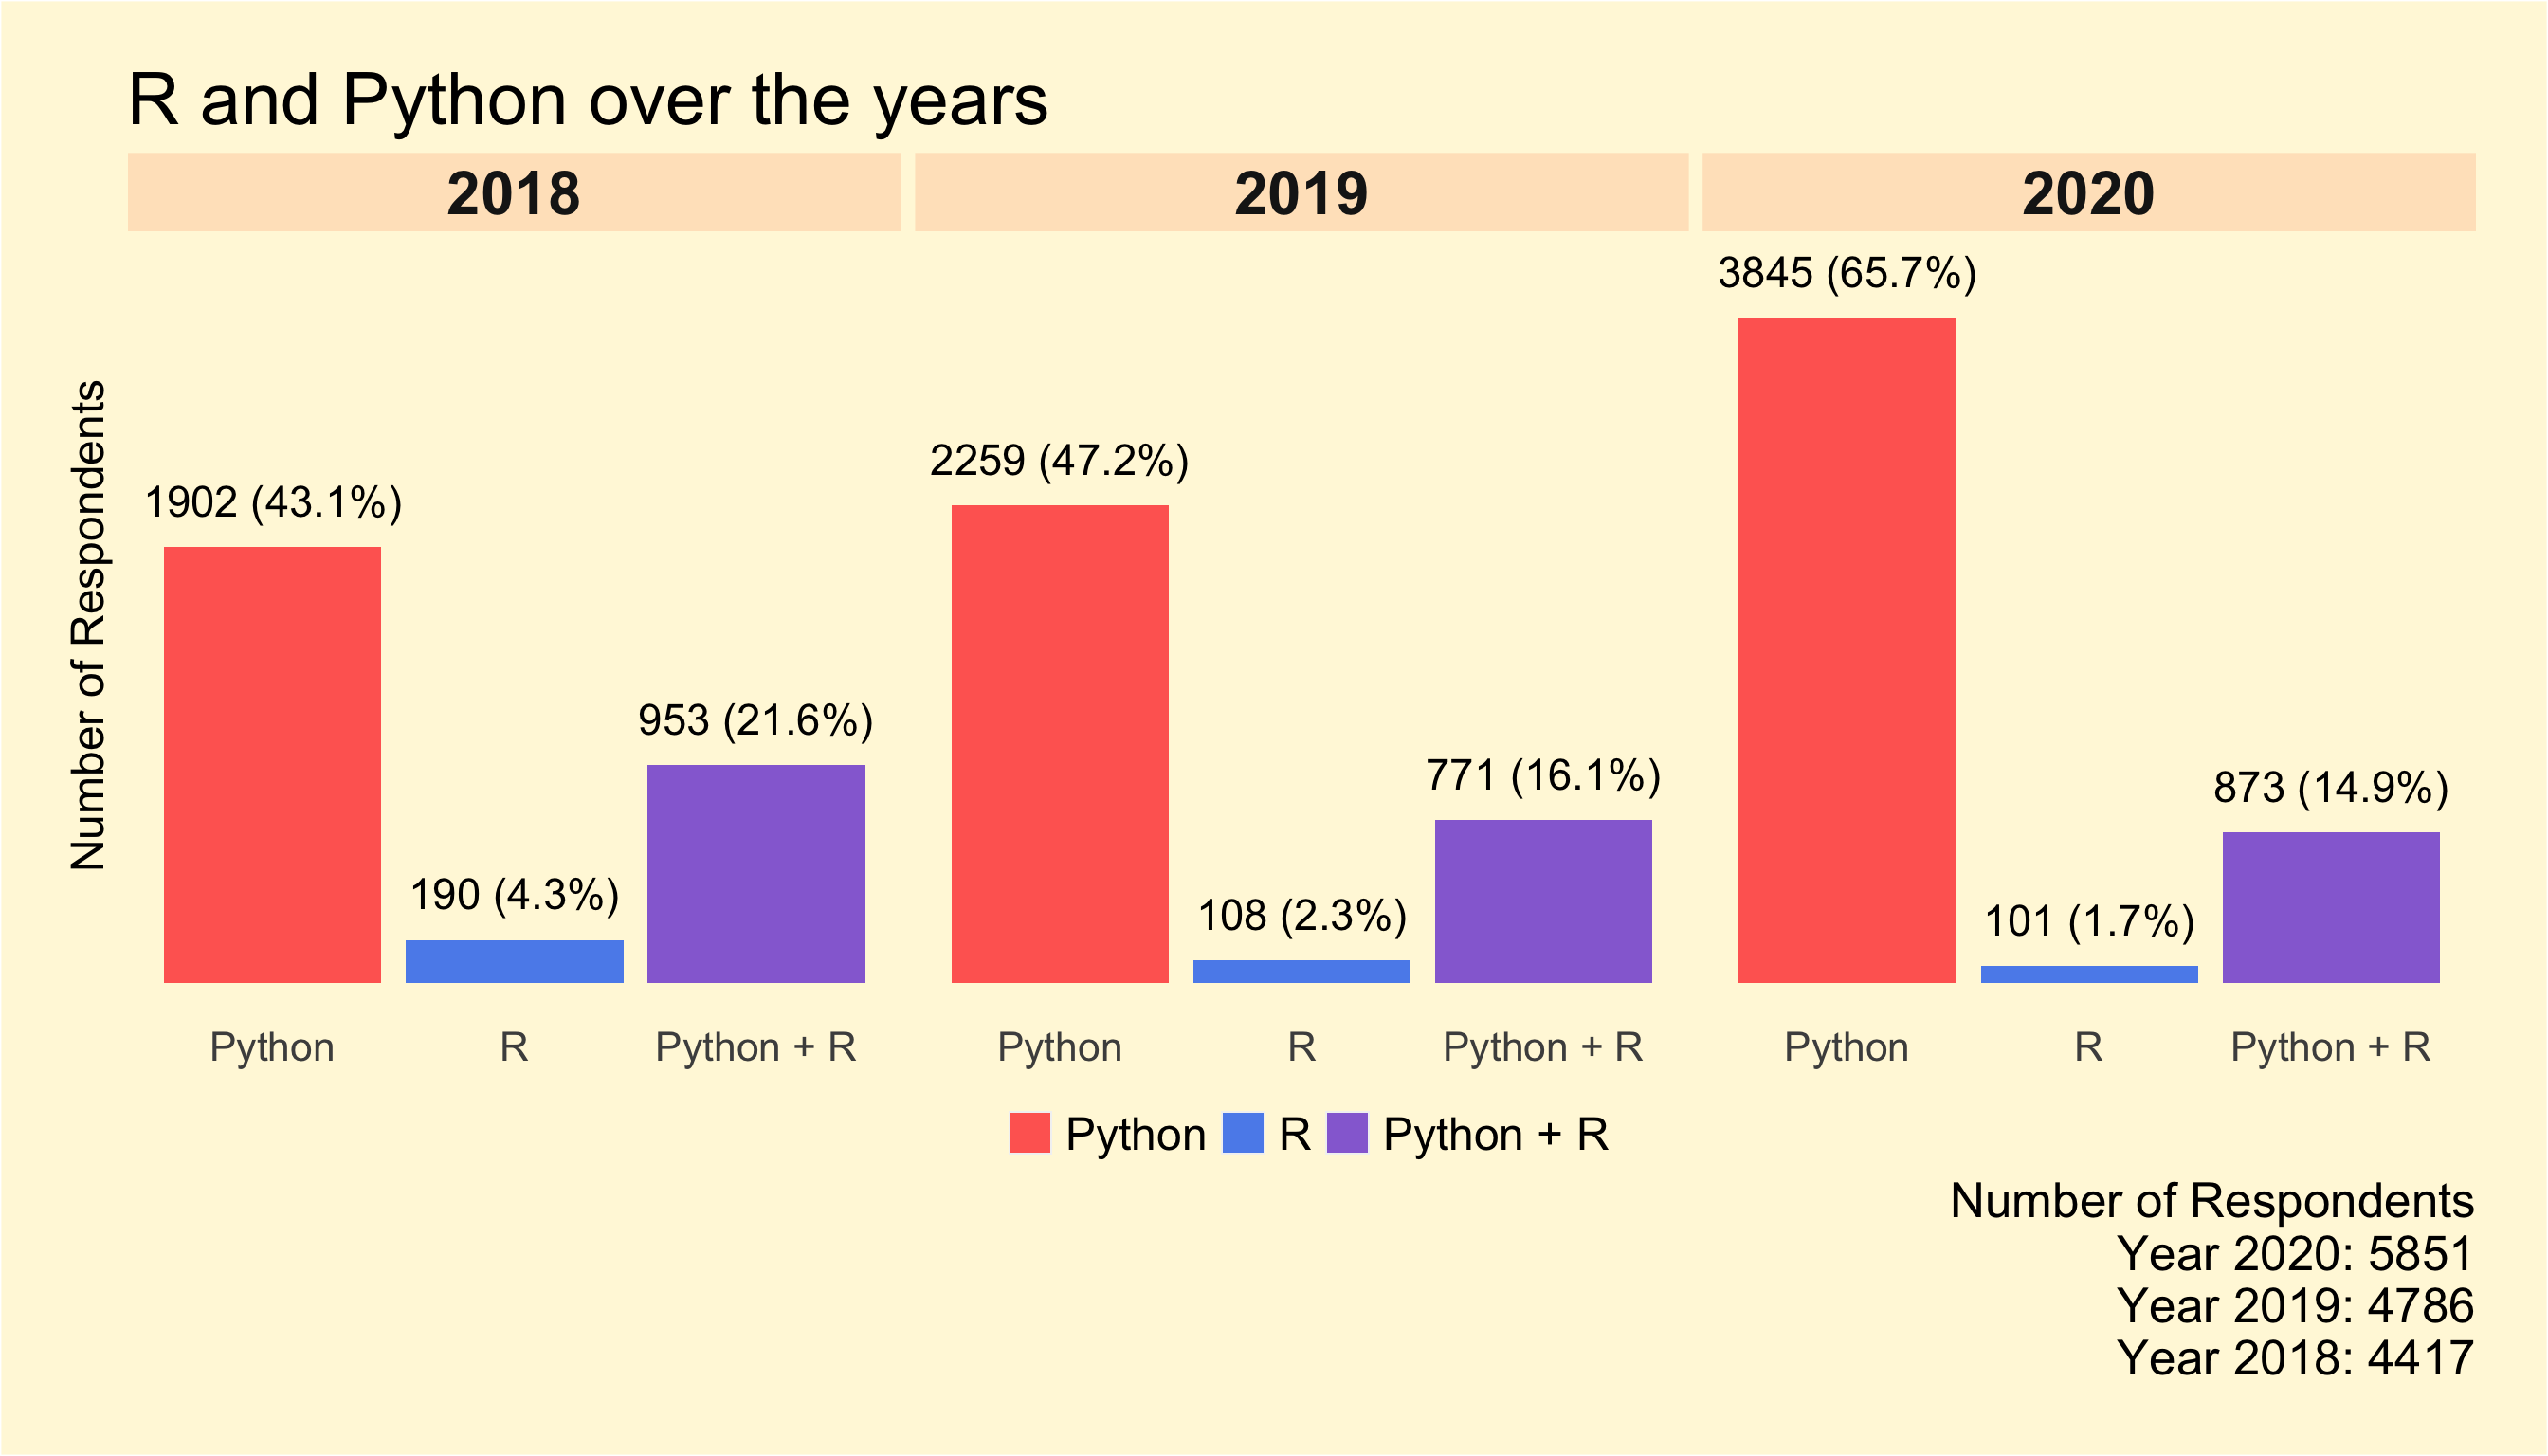 R and Python over the years
2018 2019 2020
Number of Respondents
1902 (43.1%) 190 (4.3%) 953 (21.6%)
2259 (47.2%) 108 (2.3%) 771 (16.1%)
3845 (65.7%) 101 (1.7%) 873 (14.9%)
Python R Python + R Python R Python + R Python R Python + R
Python R Python + R
Number of Respondents
Year 2020: 5851
Year 2019: 4786
Year 2018: 4417